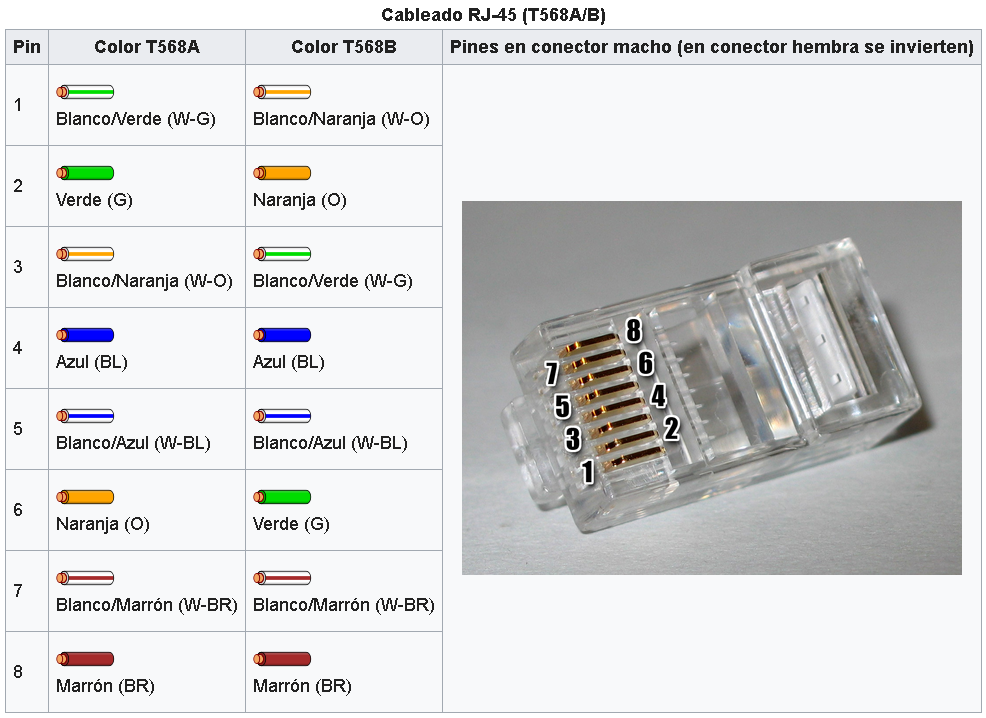 Cableado RJ-45 (T568A/B)
Pin Color T568A Color T568B Pines en conector macho (en conector hembra se invierten)
1
Blanco/Verde (W-G) Blanco/Naranja (W-O)
2
Verde (G) Naranja (O)
3
Blanco/Naranja (W-O) Blanco/Verde (W-G)
4
Azul (BL) Azul (BL)
5
Blanco/Azul (W-BL) Blanco/Azul (W-BL)
6
Naranja (O) Verde (G)
7
Blanco/Marrón (W-BR) Blanco/Marrón (W-BR)
8
Marrón (BR) Marrón (BR)
8
7 6
5 4
3 2
1